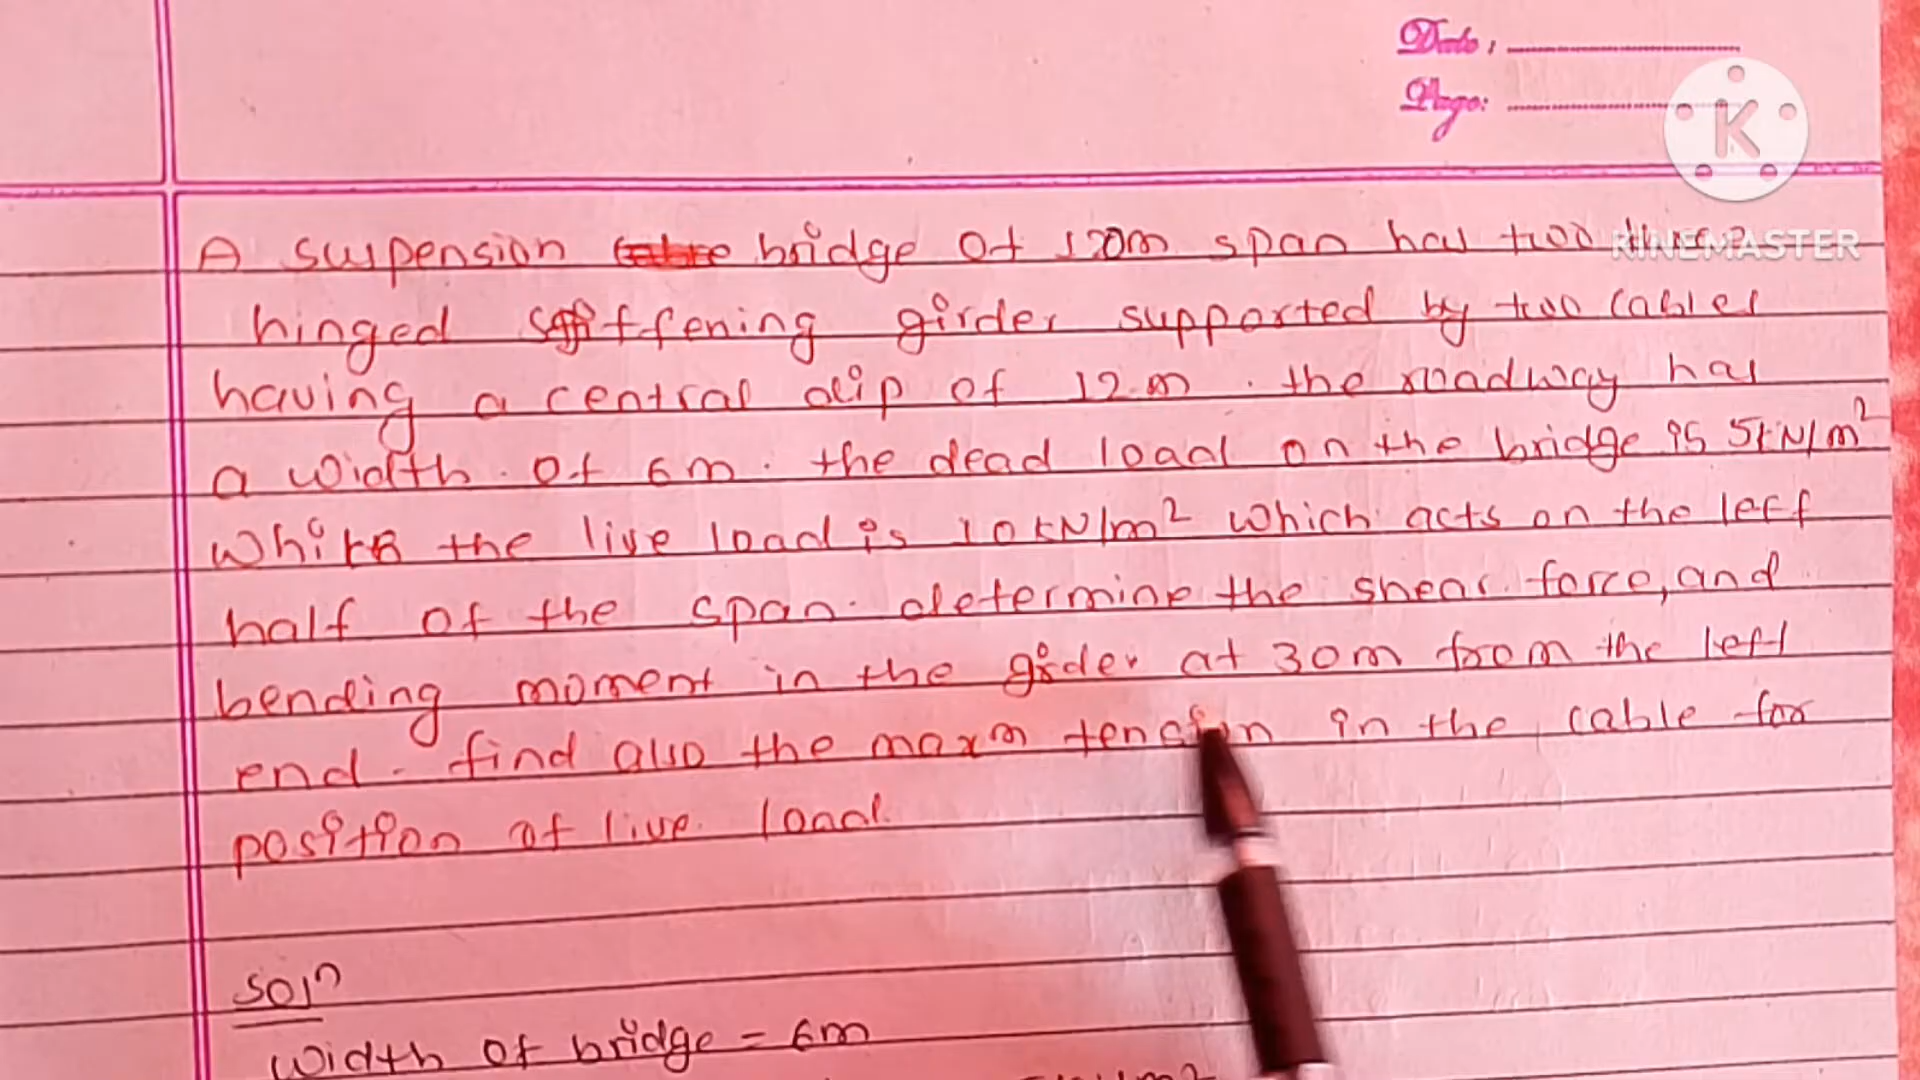 Date:
Page:
K
KINEMASTER
A suspension bridge of 120m span has two three
hinged stiffening girder supported by two cables
having a central dip of 12m. the roadway has
a width of 6m. the dead load on the bridge is 5kN/m²
while the live load is 10kN/m² which acts on the left
half of the span. determine the shear force, and
bending moment in the girder at 30m from the left
end. find also the maxm tension in the cable for
position of live load.
Solⁿ
width of bridge = 6m